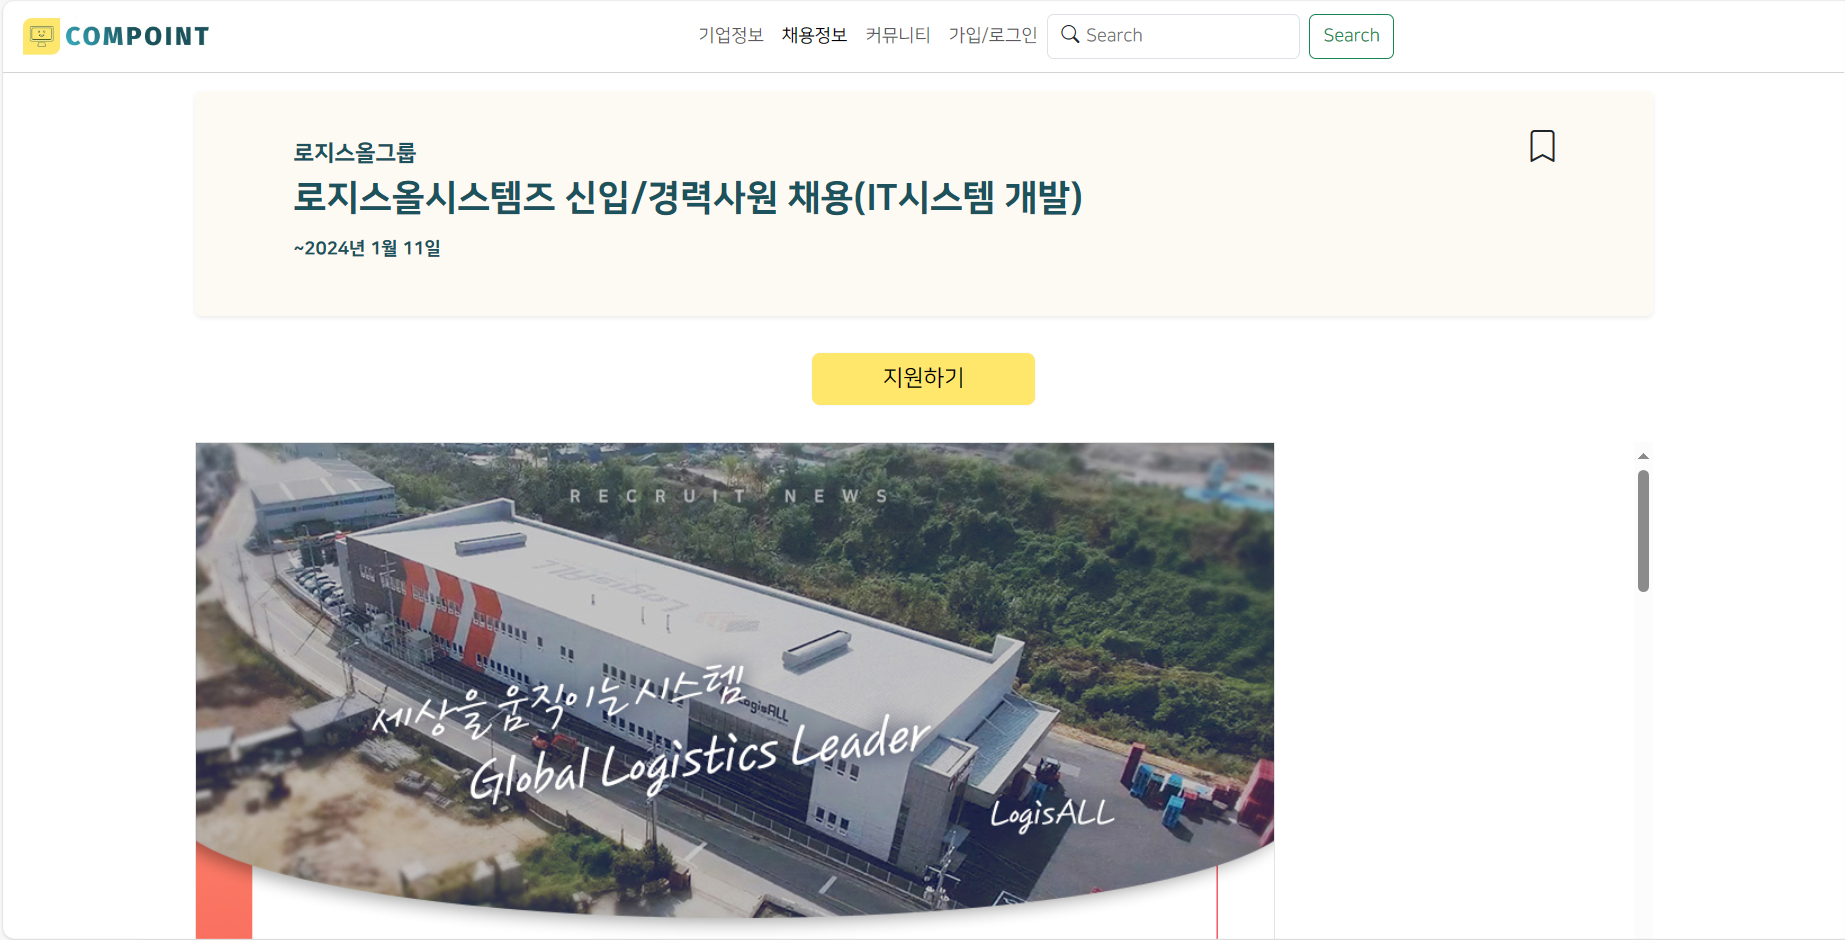 COMPOINT
기업정보 채용정보 커뮤니티 가입/로그인 Search Search
로지스올그룹
로지스올시스템즈 신입/경력사원 채용(IT시스템 개발)
~2024년 1월 11일
지원하기
RECRUIT NEWS
LogisALL
세상을 움직이는 시스템
LogisALL
Global Logistics Leader
LogisALL